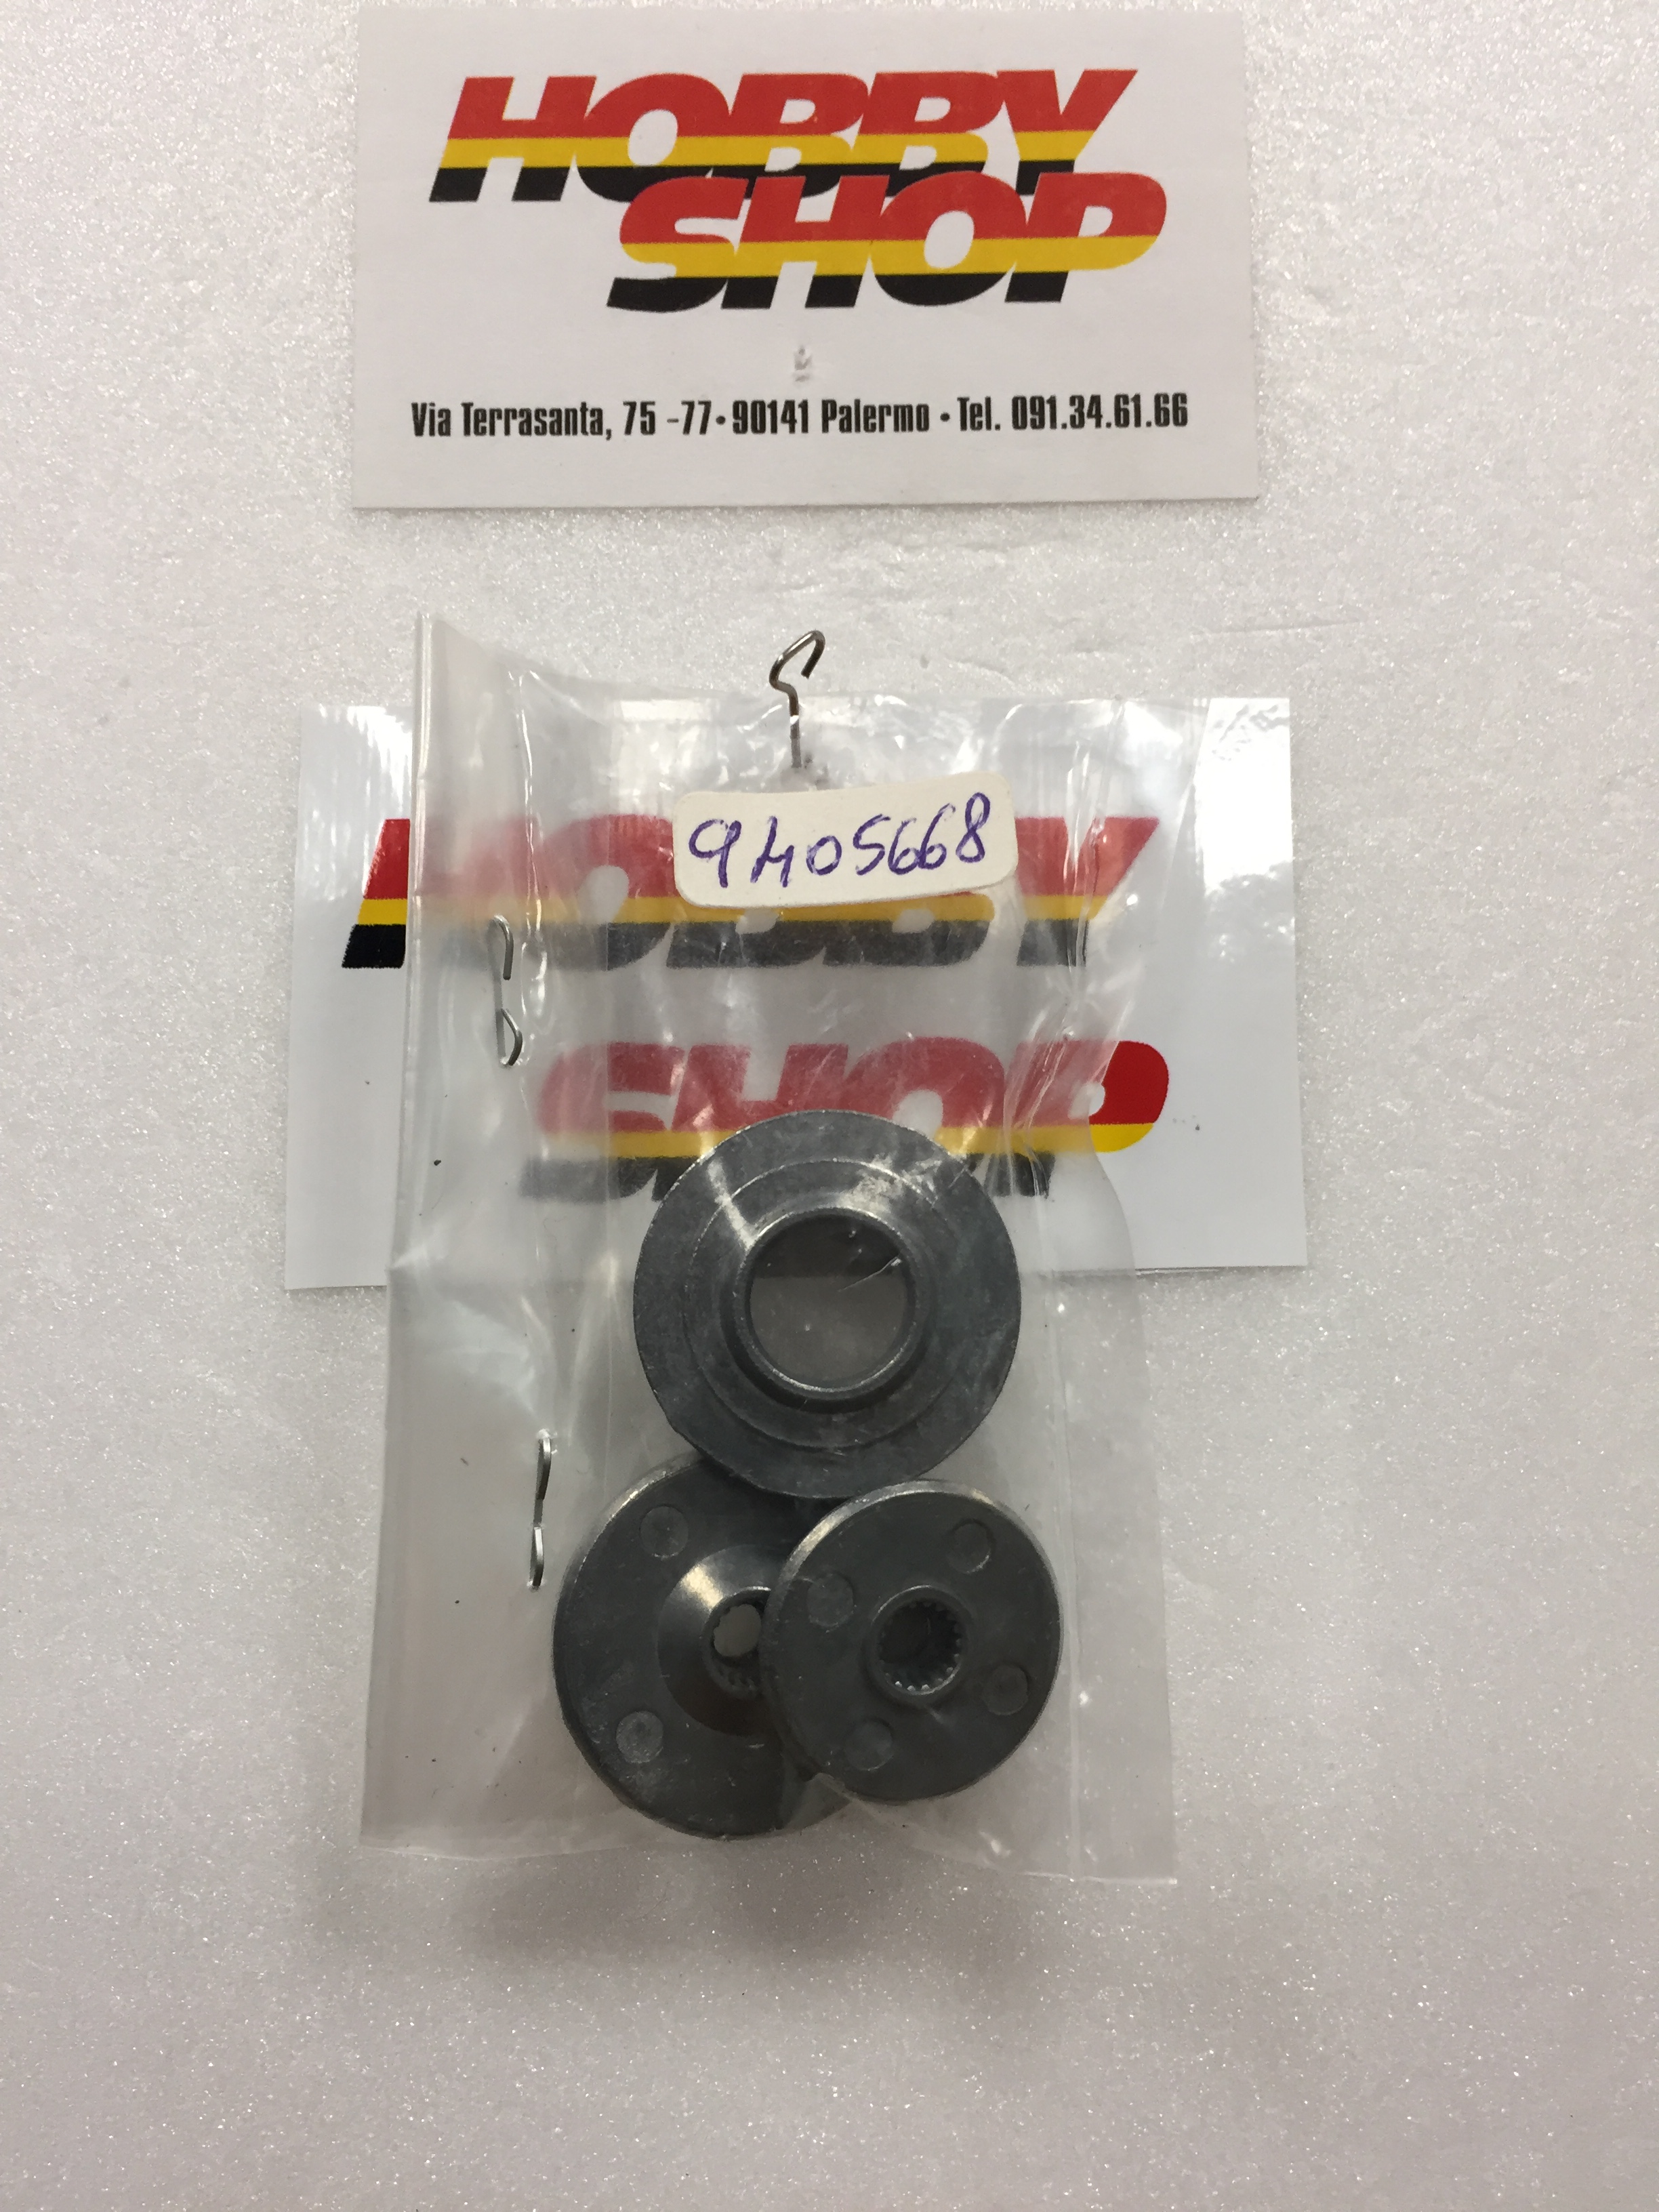 HOBBY
SHOP
Via Terrasanta, 75 -77•90141 Palermo • Tel. 091.34.61.66
9405668
HOBBY
SHOP